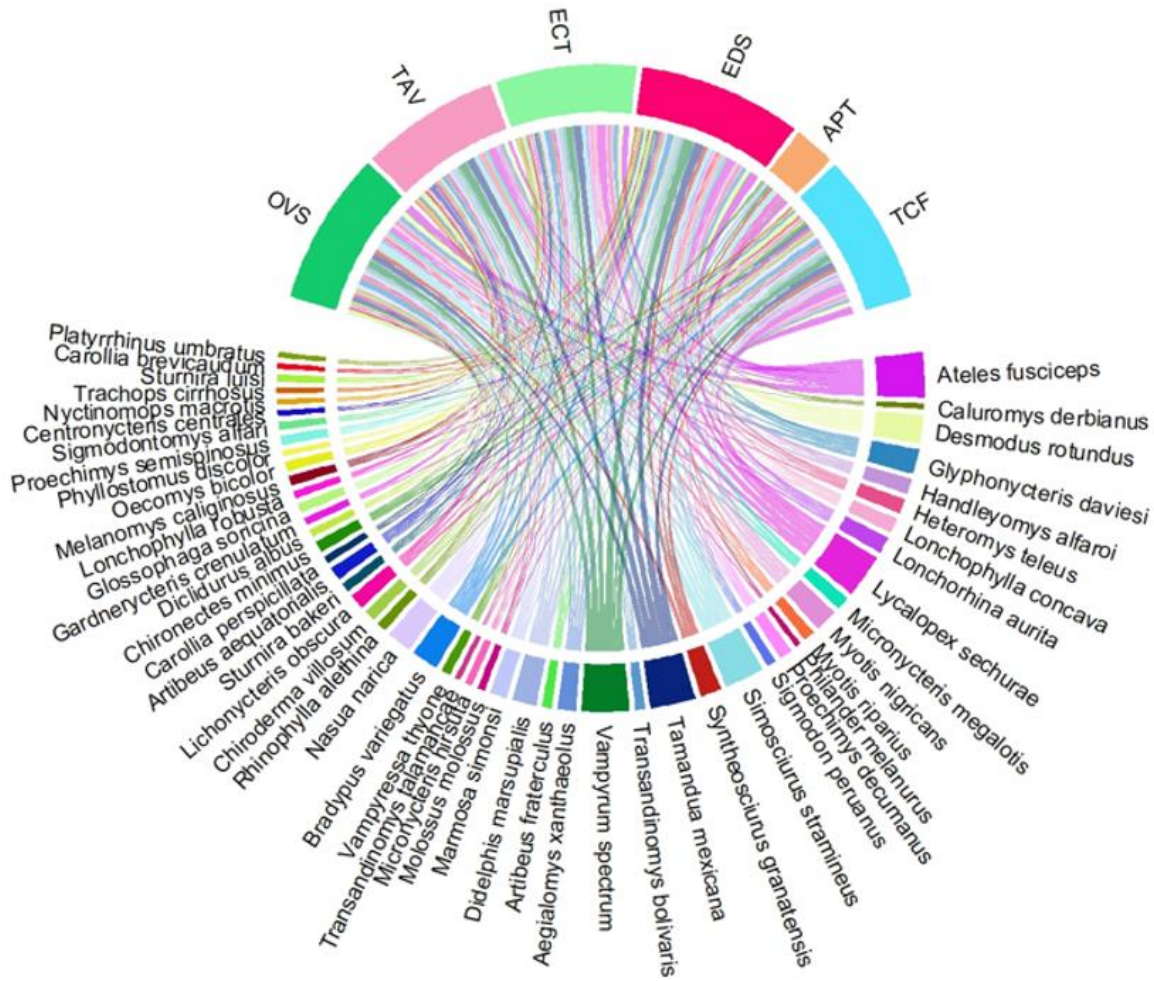 OVS
TAV
ECT
EDS
APT
TCF
Ateles fusciceps
Caluromys derbianus
Desmodus rotundus
Glyphonycteris daviesi
Handleyomys alfaroi
Heteromys teleus
Lonchophylla concava
Lonchorhina aurita
Lycalopex sechurae
Micronycteris megalotis
Myotis nigricans
Myotis riparius
Philander melanurus
Proechimys decumanus
Sigmodon peruanus
Simosciurus stramineus
Syntheosciurus granatensis
Tamandua mexicana
Transandinomys bolivaris
Vampyrum spectrum
Aegialomys xanthaeolus
Artibeus fraterculus
Didelphis marsupialis
Marmosa simonsi
Molossus molossus
Micronycteris hirsuta
Transandinomys talamancae
Vampyressa thyone
Bradypus variegatus
Nasua narica
Rhinophylla alethina
Chiroderma villosum
Lichonycteris obscura
Sturnira bakeri
Artibeus aequatorialis
Carollia perspicillata
Chironectes minimus
Diclidurus albus
Gardnerycteris crenulatum
Glossophaga soricina
Lonchophylla robusta
Melanomys caliginosus
Oecomys bicolor
Phyllostomus discolor
Proechimys semispinosus
Sigmodontomys alfari
Centronycteris centralis
Nyctinomops macrotis
Trachops cirrhosus
Sturnira luisi
Carollia brevicaudum
Platyrrhinus umbratus